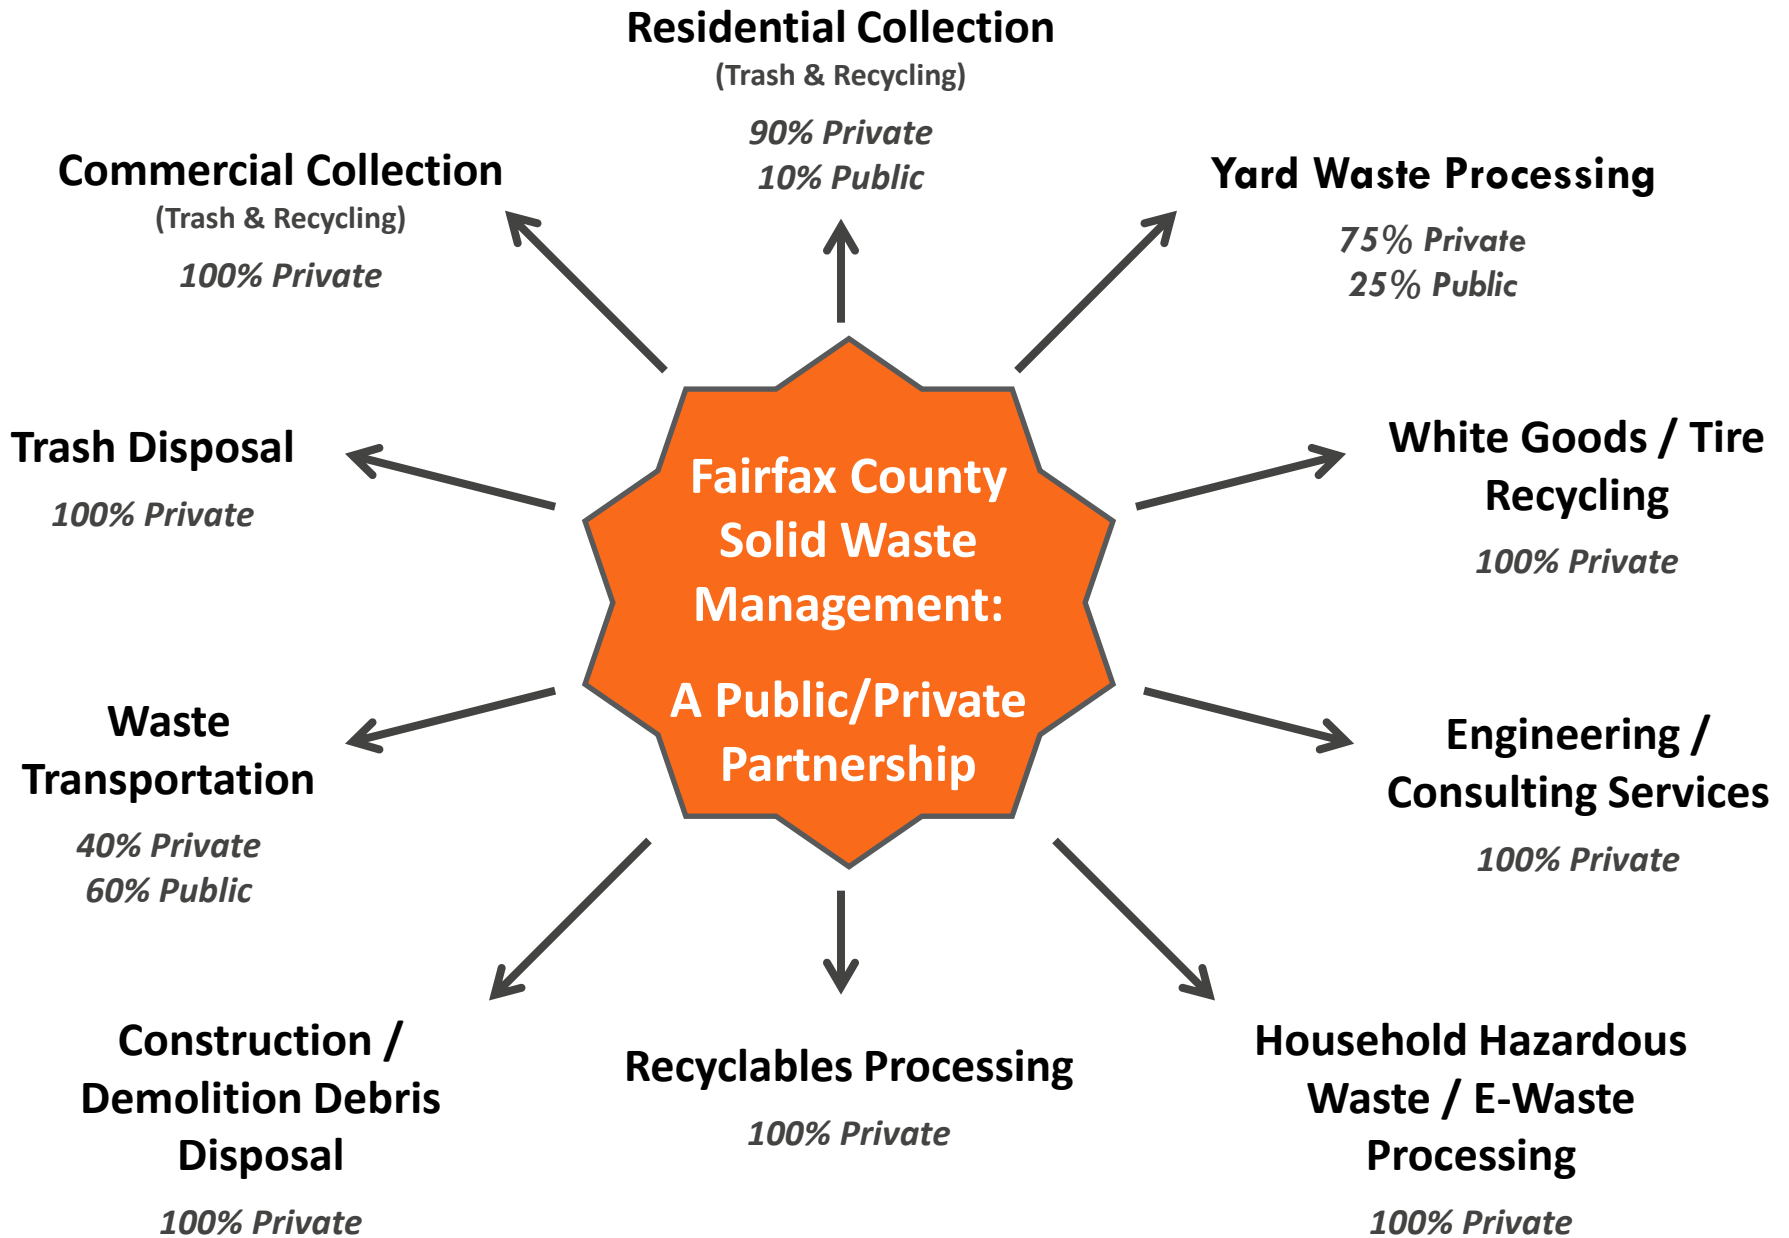 Residential Collection
(Trash & Recycling)
90% Private
10% Public
Commercial Collection
(Trash & Recycling)
100% Private
Yard Waste Processing
75% Private
25% Public
Trash Disposal
100% Private
White Goods / Tire
Recycling
100% Private
Fairfax County
Solid Waste
Management:
A Public/Private
Partnership
Waste
Transportation
40% Private
60% Public
Engineering /
Consulting Services
100% Private
Construction /
Demolition Debris
Disposal
100% Private
Recyclables Processing
100% Private
Household Hazardous
Waste / E-Waste
Processing
100% Private